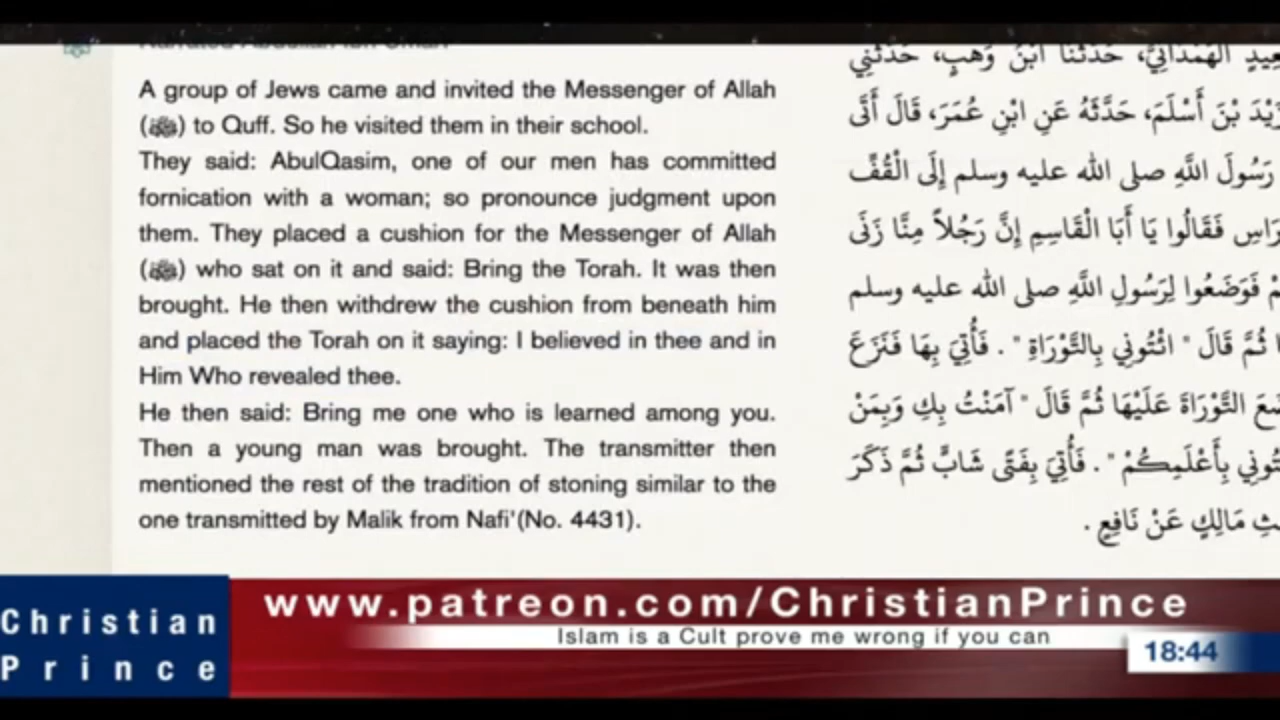 A group of Jews came and invited the Messenger of Allah
(ﷺ) to Quff. So he visited them in their school.
They said: AbulQasim, one of our men has committed
fornication with a woman; so pronounce judgment upon
them. They placed a cushion for the Messenger of Allah
(ﷺ) who sat on it and said: Bring the Torah. It was then
brought. He then withdrew the cushion from beneath him
and placed the Torah on it saying: I believed in thee and in
Him Who revealed thee.
He then said: Bring me one who is learned among you.
Then a young man was brought. The transmitter then
mentioned the rest of the tradition of stoning similar to the
one transmitted by Malik from Nafi'(No. 4431).
الْهَمْدَانِيُّ، حَدَّثَنَا ابْنُ وَهْبٍ، حَدَّثَنِي
زَيْدَ بْنَ أَسْلَمَ، حَدَّثَهُ عَنِ ابْنِ عُمَرَ، قَالَ أَتَى
رَسُولَ اللَّهِ صلى الله عليه وسلم إِلَى الْقُفِّ
فَقَالُوا يَا أَبَا الْقَاسِمِ إِنَّ رَجُلاً مِنَّا زَنَى
فَوَضَعُوا لِرَسُولِ اللَّهِ صلى الله عليه وسلم
ثُمَّ قَالَ " ائْتُونِي بِالتَّوْرَاةِ " . فَأُتِيَ بِهَا فَنَزَعَ
التَّوْرَاةَ عَلَيْهَا ثُمَّ قَالَ " آمَنْتُ بِكِ وَبِمَنْ
بِأَعْلَمِكُمْ " . فَأُتِيَ بِفَتًى شَابٍّ ثُمَّ ذَكَرَ
مَالِكٍ عَنْ نَافِعٍ .
Christian
Prince
www.patreon.com/ChristianPrince
Islam is a Cult prove me wrong if you can
18:44